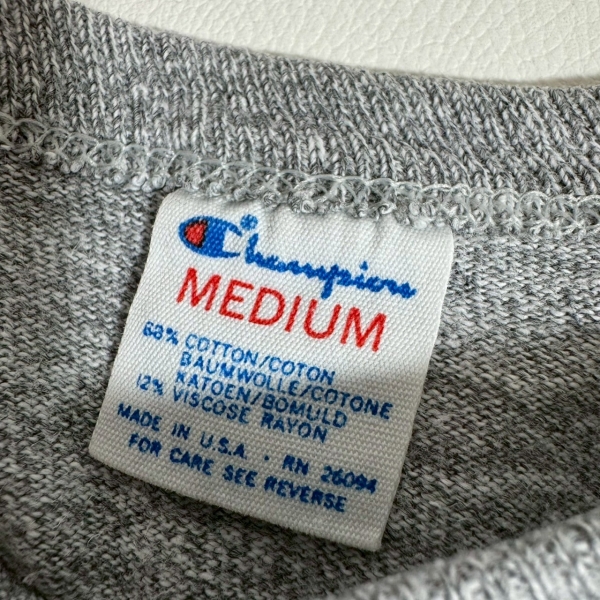 Champion
MEDIUM
88% COTTON/COTON
BAUMWOLLE/COTONE
KATOEN/BOMULD
12% VISCOSE RAYON
MADE IN U.S.A. · RN 26094
FOR CARE SEE REVERSE